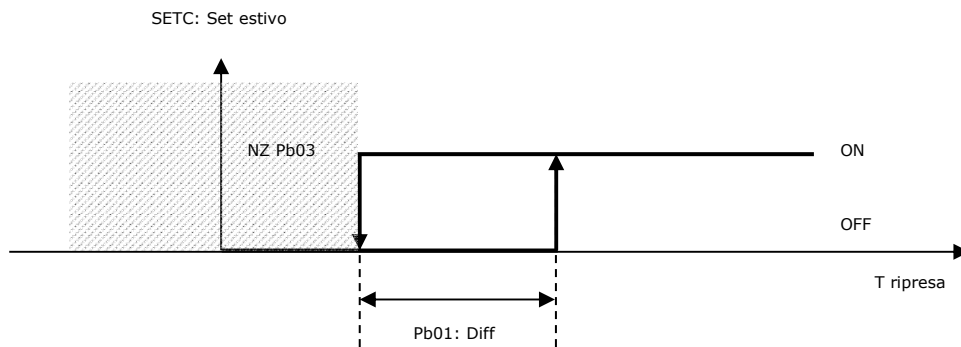 SETC: Set estivo
NZ Pb03
ON
OFF
T ripresa
Pb01: Diff